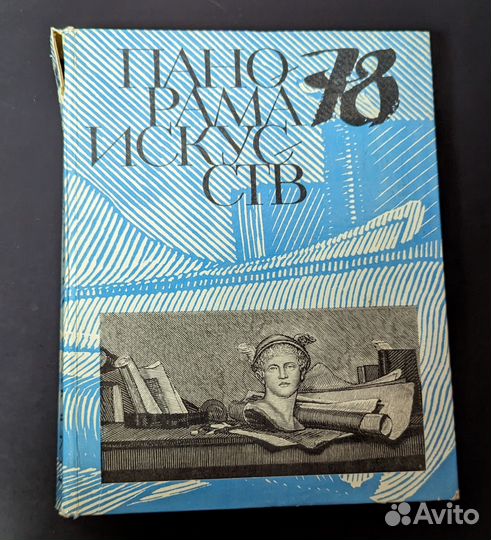 ПАНО-
РАМА
ИСКУС-
СТВ
78
Avito